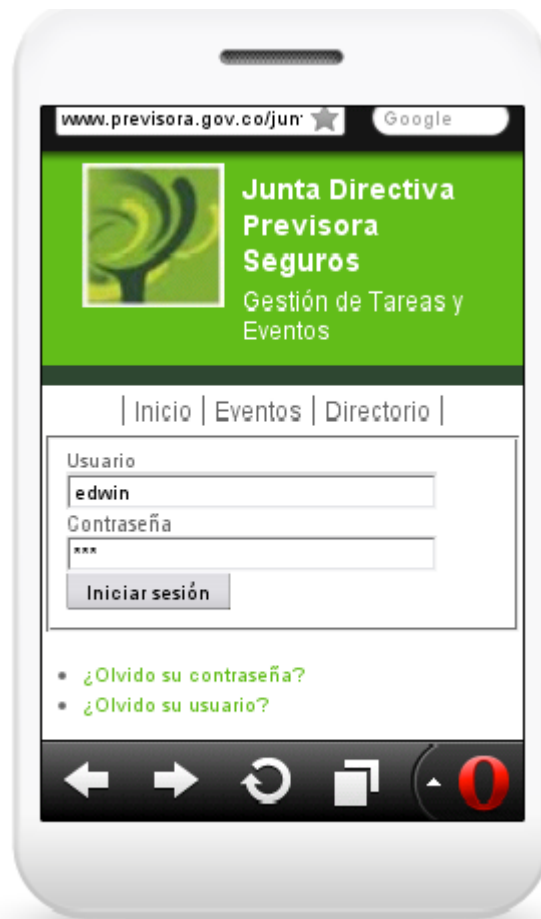 www.previsora.gov.co/jun
Google
Junta Directiva
Previsora
Seguros
Gestión de Tareas y
Eventos
| Inicio | Eventos | Directorio |
Usuario
edwin
Contraseña
***
Iniciar sesión
¿Olvido su contraseña?
¿Olvido su usuario?